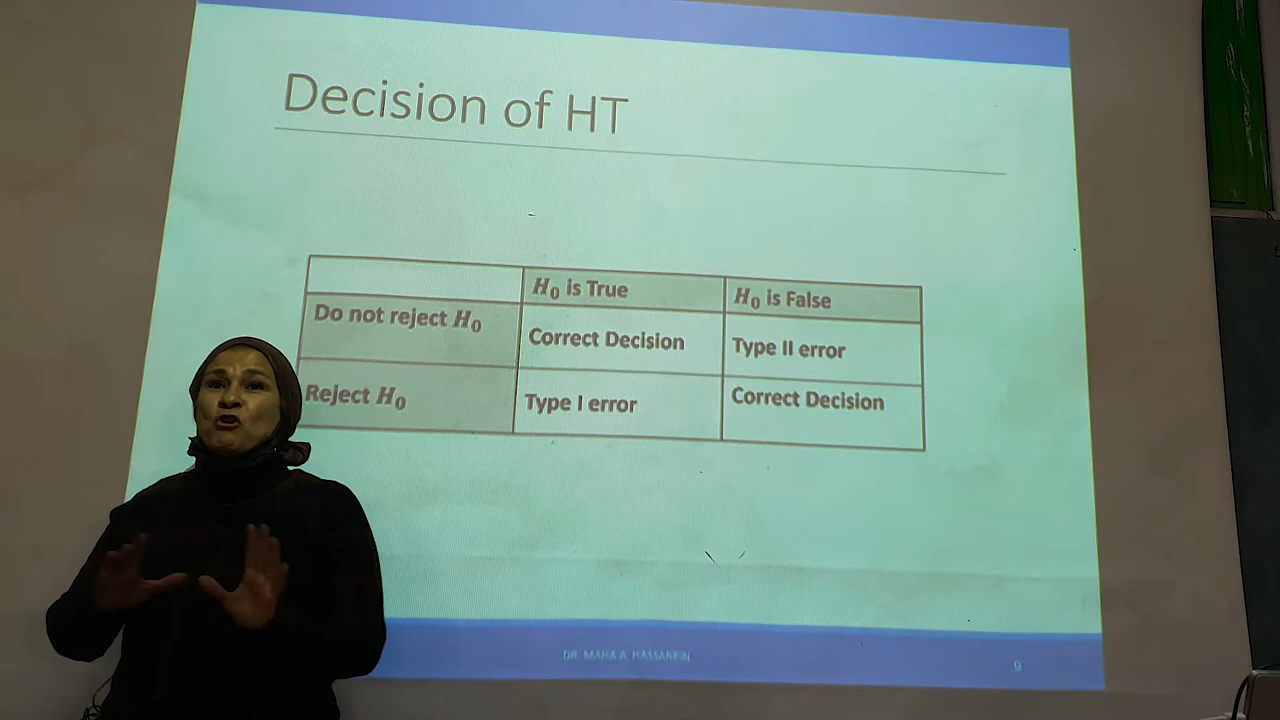 Decision of HT
H₀ is True
H₀ is False
Do not reject H₀
Correct Decision
Type II error
Reject H₀
Type I error
Correct Decision
DR. MAHA A. HASSANEIN
9